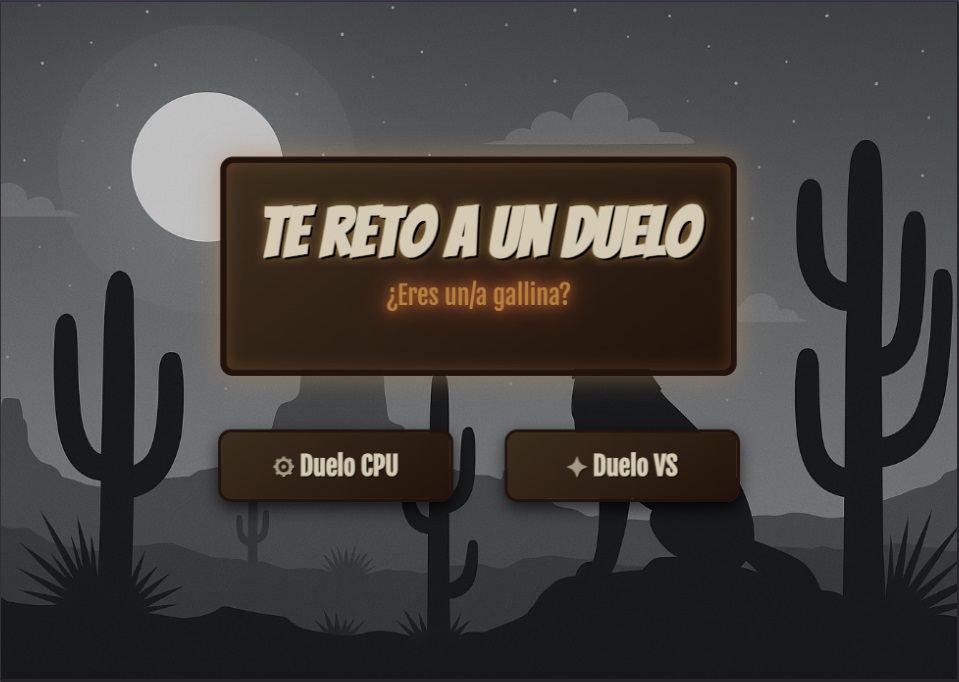 TE RETO A UN DUELO
¿Eres un/a gallina?
Duelo CPU
Duelo VS